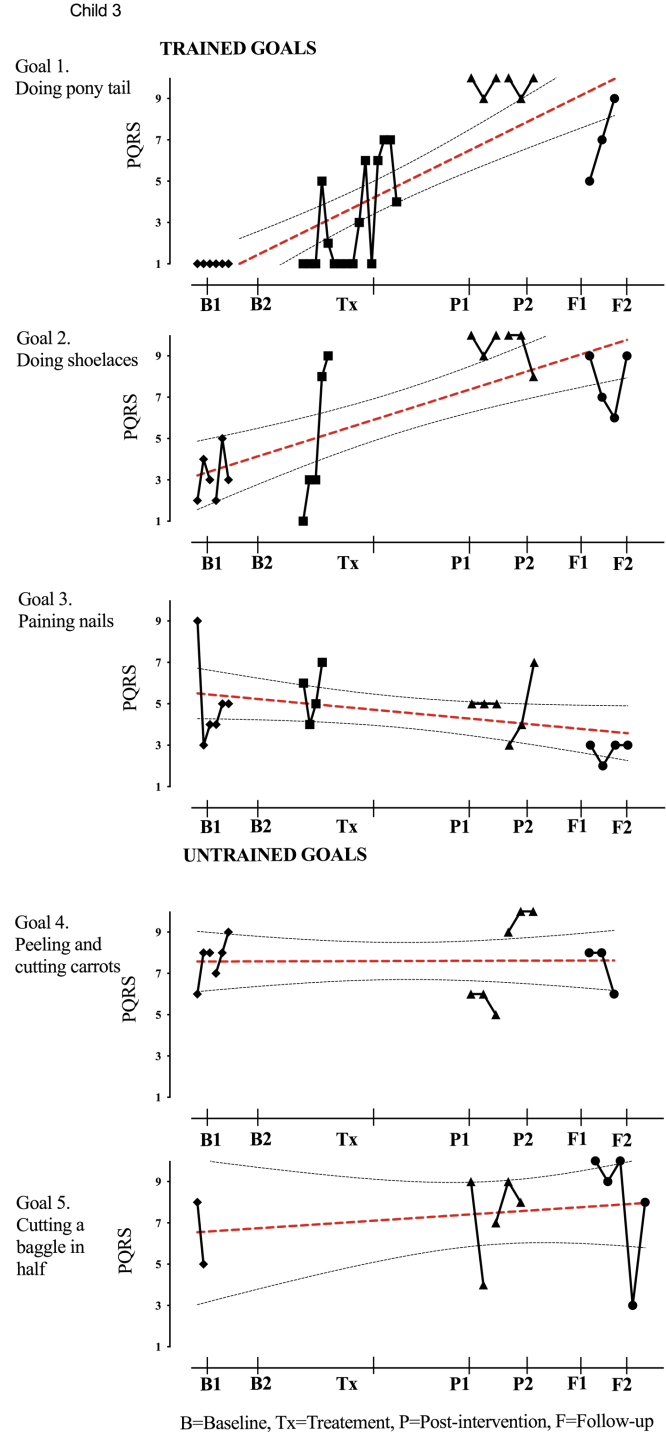 Child 3
TRAINED GOALS
Goal 1.
Doing pony tail
PQRS
9
7
5
3
1
B1 B2 Tx P1 P2 F1 F2
Goal 2.
Doing shoelaces
PQRS
9
7
5
3
1
B1 B2 Tx P1 P2 F1 F2
Goal 3.
Paining nails
PQRS
9
7
5
3
1
B1 B2 Tx P1 P2 F1 F2
UNTRAINED GOALS
Goal 4.
Peeling and
cutting carrots
PQRS
9
7
5
3
1
B1 B2 Tx P1 P2 F1 F2
Goal 5.
Cutting a
baggle in
half
PQRS
9
7
5
3
1
B1 B2 Tx P1 P2 F1 F2
B=Baseline, Tx=Treatement, P=Post-intervention, F=Follow-up